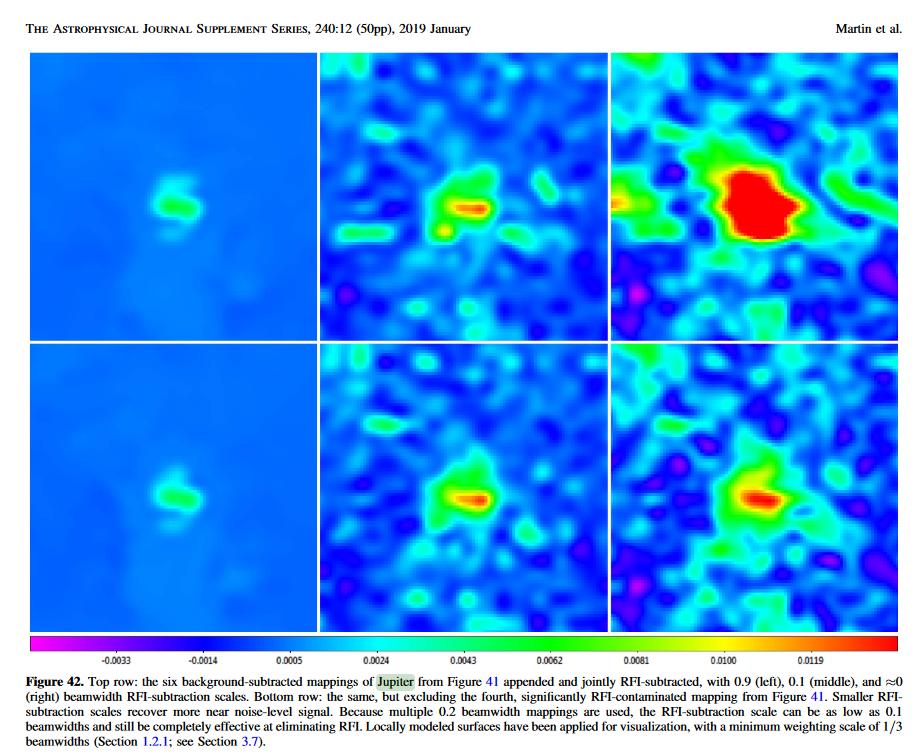 THE ASTROPHYSICAL JOURNAL SUPPLEMENT SERIES, 240:12 (50pp), 2019 January
Martin et al.
-0.0033 -0.0014 0.0005 0.0024 0.0043 0.0062 0.0081 0.0100 0.0119
Figure 42. Top row: the six background-subtracted mappings of Jupiter from Figure 41 appended and jointly RFI-subtracted, with 0.9 (left), 0.1 (middle), and ≈0
(right) beamwidth RFI-subtraction scales. Bottom row: the same, but excluding the fourth, significantly RFI-contaminated mapping from Figure 41. Smaller RFI-
subtraction scales recover more near noise-level signal. Because multiple 0.2 beamwidth mappings are used, the RFI-subtraction scale can be as low as 0.1
beamwidths and still be completely effective at eliminating RFI. Locally modeled surfaces have been applied for visualization, with a minimum weighting scale of 1/3
beamwidths (Section 1.2.1; see Section 3.7).